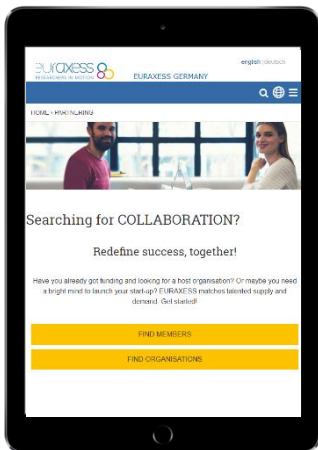 english | deutsch
euraxess
RESEARCHERS IN MOTION
EURAXESS GERMANY
HOME › PARTNERING
Searching for COLLABORATION?
Redefine success, together!
Have you already got funding and looking for a host organisation? Or maybe you need
a bright mind to launch your start-up? EURAXESS matches talented supply and
demand. Get started!
FIND MEMBERS
FIND ORGANISATIONS